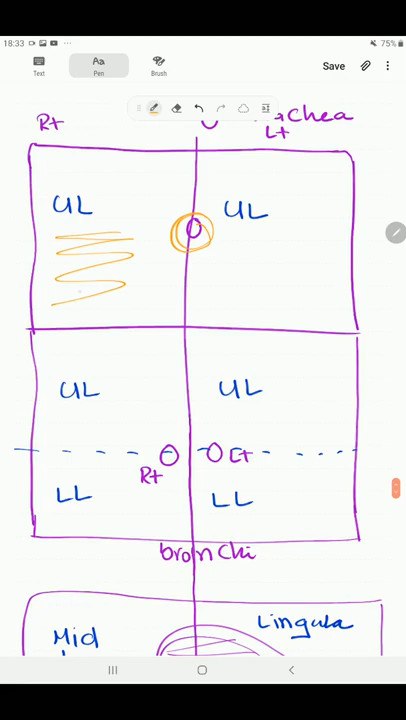 18:33 75%
Text Pen Brush Save
Rt Lt
UL UL
UL UL
Rt Lt
LL LL
bronchi
Mid Lingula